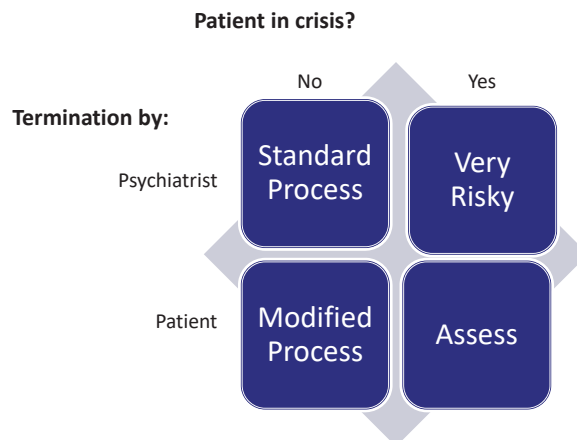 Patient in crisis?
No
Yes
Termination by:
Psychiatrist
Standard
Process
Very
Risky
Patient
Modified
Process
Assess